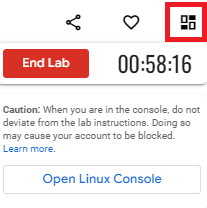 End Lab
00:58:16
Caution: When you are in the console, do not
deviate from the lab instructions. Doing so
may cause your account to be blocked.
Learn more.
Open Linux Console